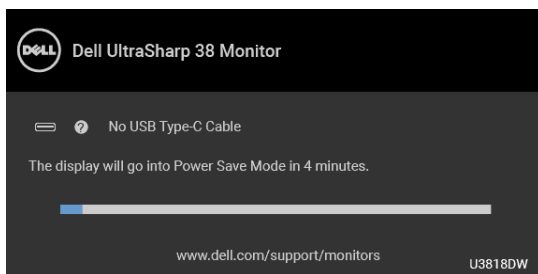 DELL
Dell UltraSharp 38 Monitor
? No USB Type-C Cable
The display will go into Power Save Mode in 4 minutes.
www.dell.com/support/monitors
U3818DW